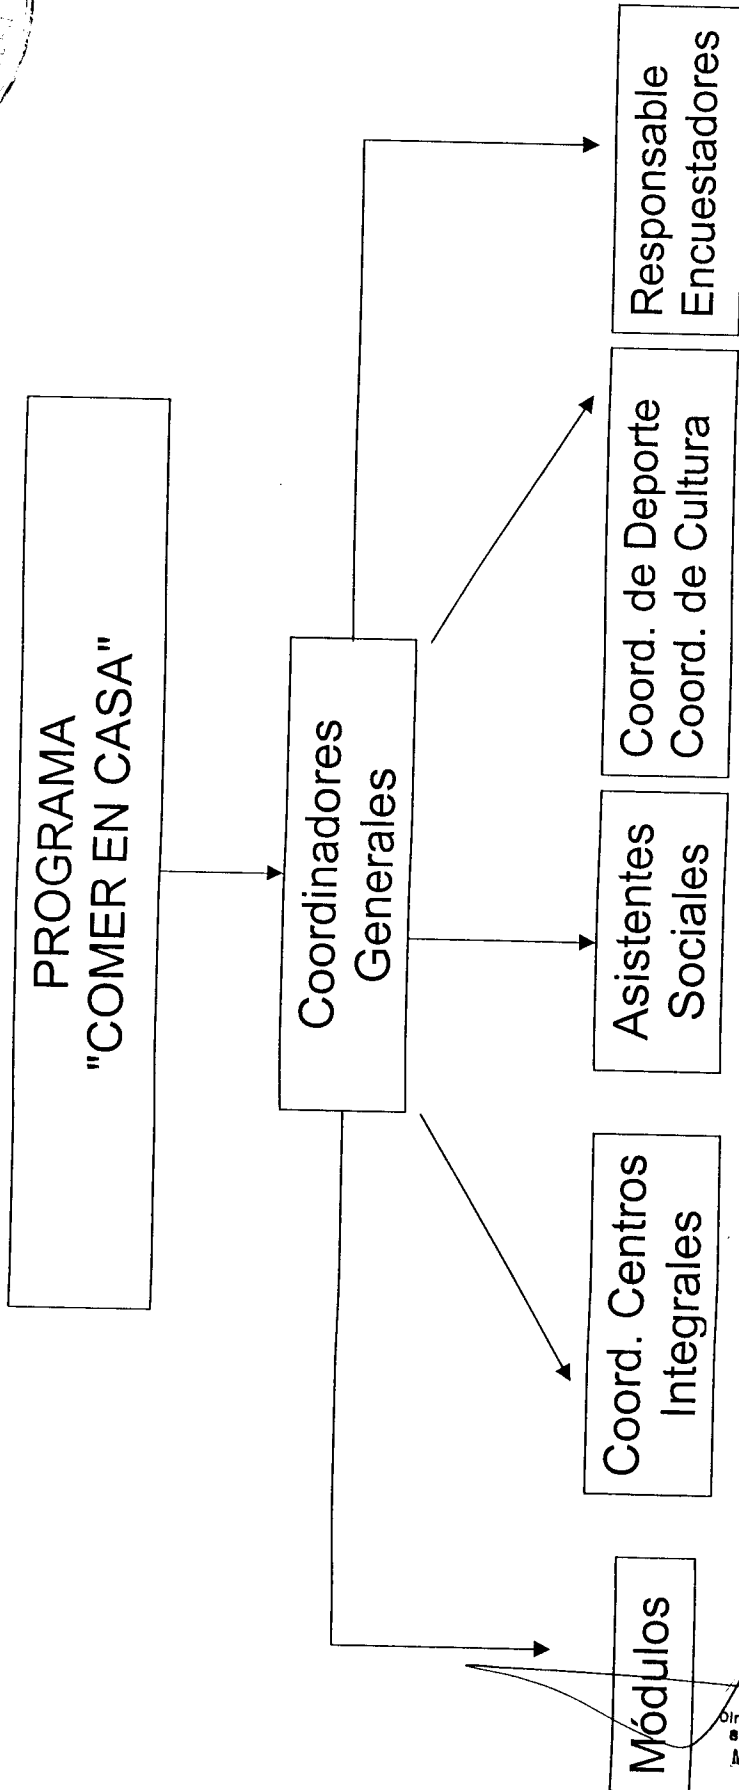 PROGRAMA
"COMER EN CASA"
Coordinadores
Generales
Módulos
Coord. Centros
Integrales
Asistentes
Sociales
Coord. de Deporte
Coord. de Cultura
Responsable
Encuestadores